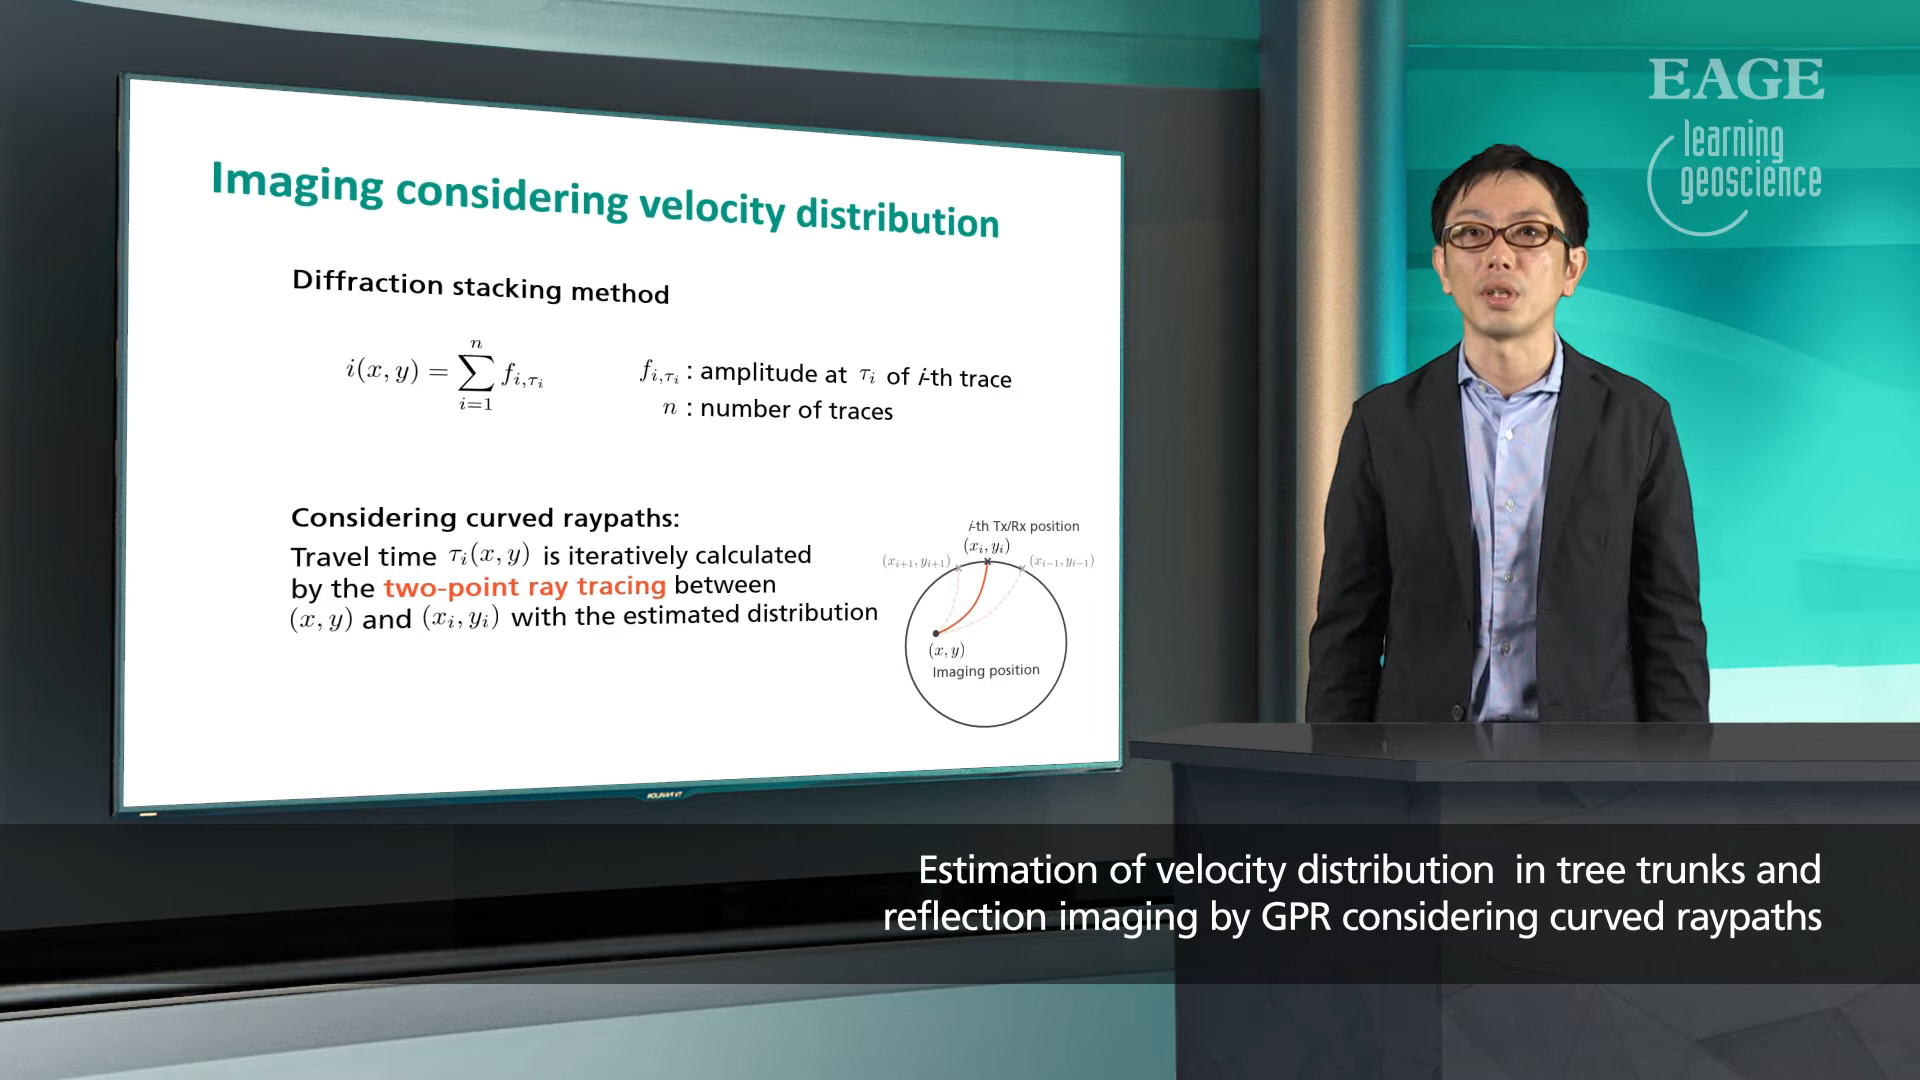 EAGE
learning
geoscience
Imaging considering velocity distribution
Diffraction stacking method
i(x, y) = \sum_{i=1}^{n} f_{i,τ_i}
f_{i,τ_i} : amplitude at τ_i of i-th trace
n : number of traces
Considering curved raypaths:
Travel time τ_i(x, y) is iteratively calculated
by the two-point ray tracing between
(x, y) and (x_i, y_i) with the estimated distribution
i-th Tx/Rx position
(x_i, y_i)
(x_{i+1}, y_{i+1})
(x_{i−1}, y_{i−1})
(x, y)
Imaging position
Estimation of velocity distribution in tree trunks and
reflection imaging by GPR considering curved raypaths